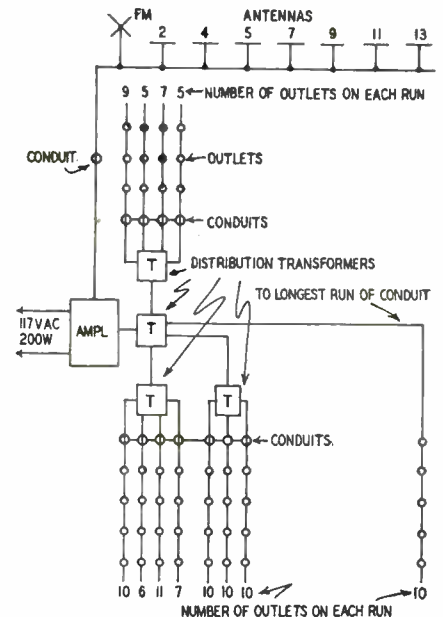 FM ANTENNAS
2 4 5 7 9 11 13
9 5 7 5 NUMBER OF OUTLETS ON EACH RUN
CONDUIT
OUTLETS
CONDUITS
T
DISTRIBUTION TRANSFORMERS
TO LONGEST RUN OF CONDUIT
117VAC
200W
AMPL
T
T T
CONDUITS.
10 6 11 7 10 10 10 10
NUMBER OF OUTLETS ON EACH RUN